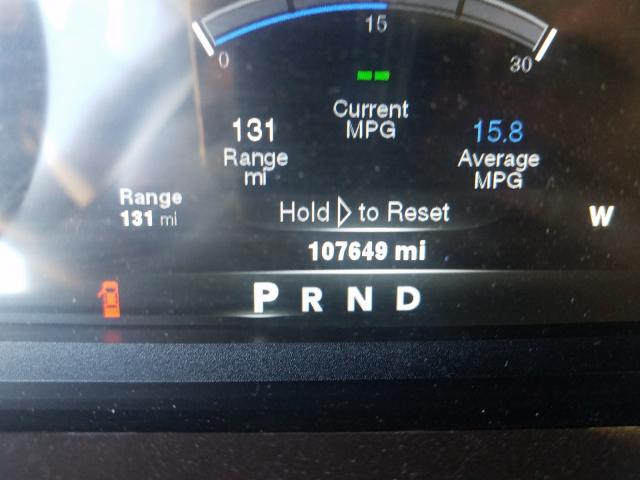 15
0
30
Current
MPG
131
Range
mi
15.8
Average
MPG
Range
131 mi
Hold ▷ to Reset
W
107649 mi
P R N D